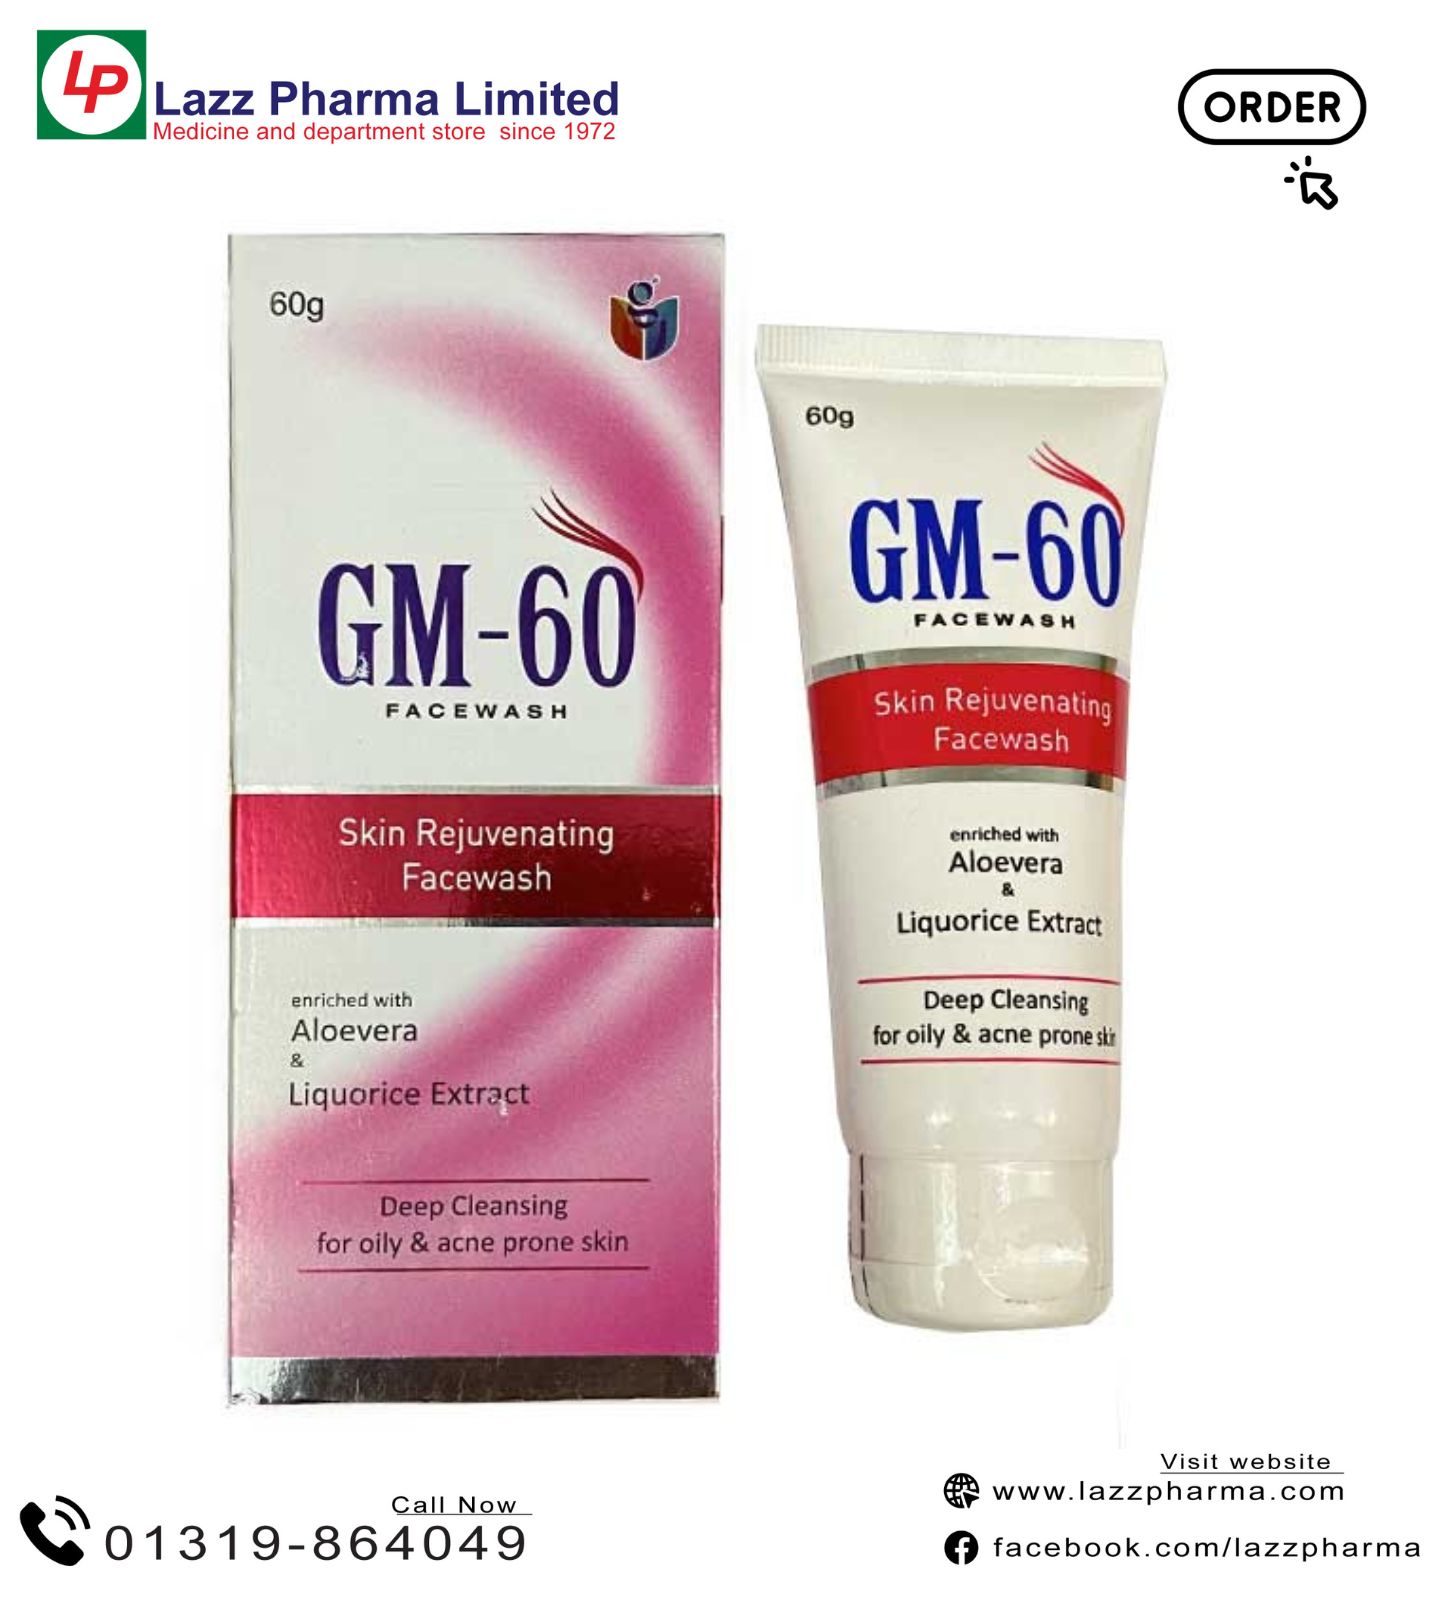 LP
Lazz Pharma Limited
Medicine and department store since 1972
ORDER
60g
GM-60
FACEWASH
Skin Rejuvenating
Facewash
enriched with
Aloevera
&
Liquorice Extract
Deep Cleansing
for oily & acne prone skin
60g
GM-60
FACEWASH
Skin Rejuvenating
Facewash
enriched with
Aloevera
&
Liquorice Extract
Deep Cleansing
for oily & acne prone skin
Call Now
01319-864049
Visit website
www.lazzpharma.com
facebook.com/lazzpharma